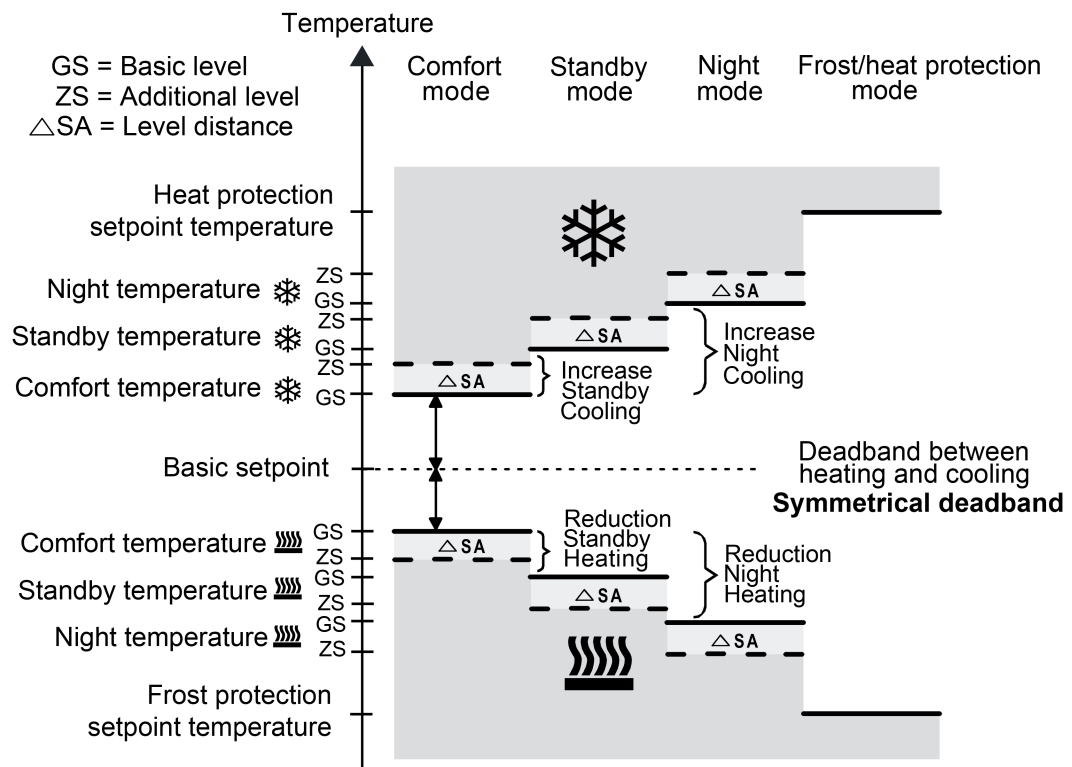 Temperature
GS = Basic level
ZS = Additional level
△SA = Level distance
Comfort
mode
Standby
mode
Night
mode
Frost/heat protection
mode
Heat protection
setpoint temperature
Night temperature
ZS
GS
Standby temperature
ZS
GS
Comfort temperature
ZS
GS
△SA
△SA
△SA
Increase
Standby
Cooling
Increase
Night
Cooling
Basic setpoint
Deadband between
heating and cooling
Symmetrical deadband
Comfort temperature
GS
ZS
Standby temperature
GS
ZS
Night temperature
GS
ZS
△SA
△SA
△SA
Reduction
Standby
Heating
Reduction
Night
Heating
Frost protection
setpoint temperature